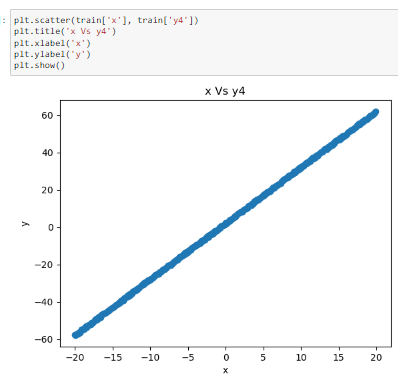 : plt.scatter(train['x'], train['y4'])
plt.title('x Vs y4')
plt.xlabel('x')
plt.ylabel('y')
plt.show()
x Vs y4
60
40
20
0
−20
−40
−60
y
−20 −15 −10 −5 0 5 10 15 20
x